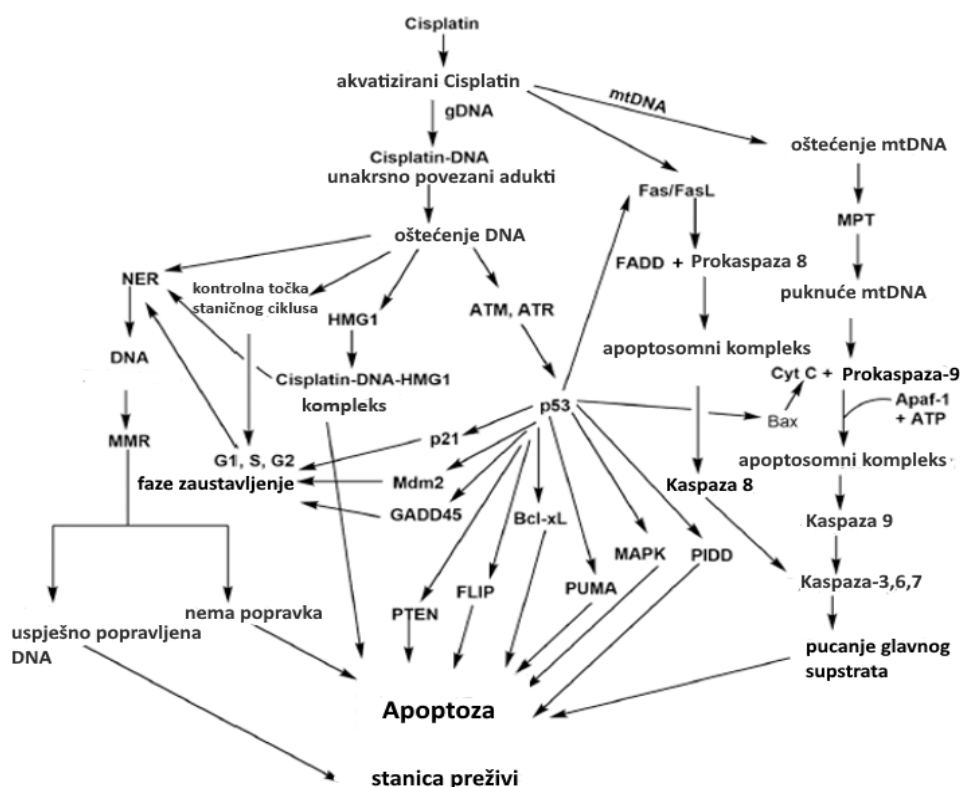 Cisplatin
akvatizirani Cisplatin
gDNA
mtDNA
Cisplatin-DNA
unakrsno povezani adukti
oštećenje mtDNA
Fas/FasL
MPT
oštećenje DNA
FADD + Prokaspaza 8
NER
kontrolna točka
staničnog ciklusa
puknuće mtDNA
HMG1
ATM, ATR
DNA
apoptosomni kompleks
Cisplatin-DNA-HMG1
kompleks
Cyt C + Prokaspaza-9
p53
Bax
Apaf-1
+ ATP
MMR
p21
G1, S, G2
faze zaustavljenje
apoptosomni kompleks
Mdm2
Kaspaza 8
GADD45
Bcl-xL
Kaspaza 9
MAPK
PIDD
PUMA
FLIP
Kaspaza-3,6,7
PTEN
nema popravka
uspješno popravljena
DNA
pucanje glavnog
supstrata
Apoptoza
stanica preživi